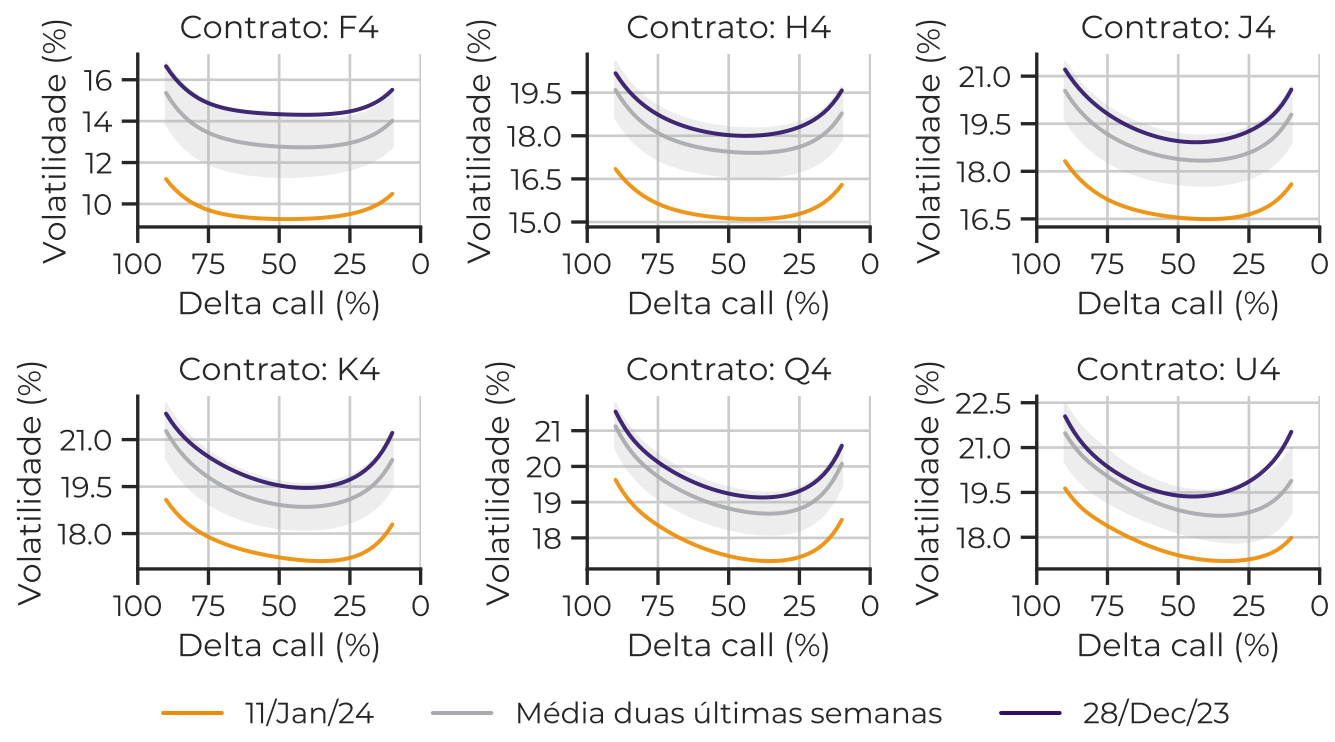 Contrato: F4
Volatilidade (%)
16
14
12
10
100 75 50 25 0
Delta call (%)
Contrato: H4
Volatilidade (%)
19.5
18.0
16.5
15.0
100 75 50 25 0
Delta call (%)
Contrato: J4
Volatilidade (%)
21.0
19.5
18.0
16.5
100 75 50 25 0
Delta call (%)
Contrato: K4
Volatilidade (%)
21.0
19.5
18.0
100 75 50 25 0
Delta call (%)
Contrato: Q4
Volatilidade (%)
21
20
19
18
100 75 50 25 0
Delta call (%)
Contrato: U4
Volatilidade (%)
22.5
21.0
19.5
18.0
100 75 50 25 0
Delta call (%)
11/Jan/24 Média duas últimas semanas 28/Dec/23